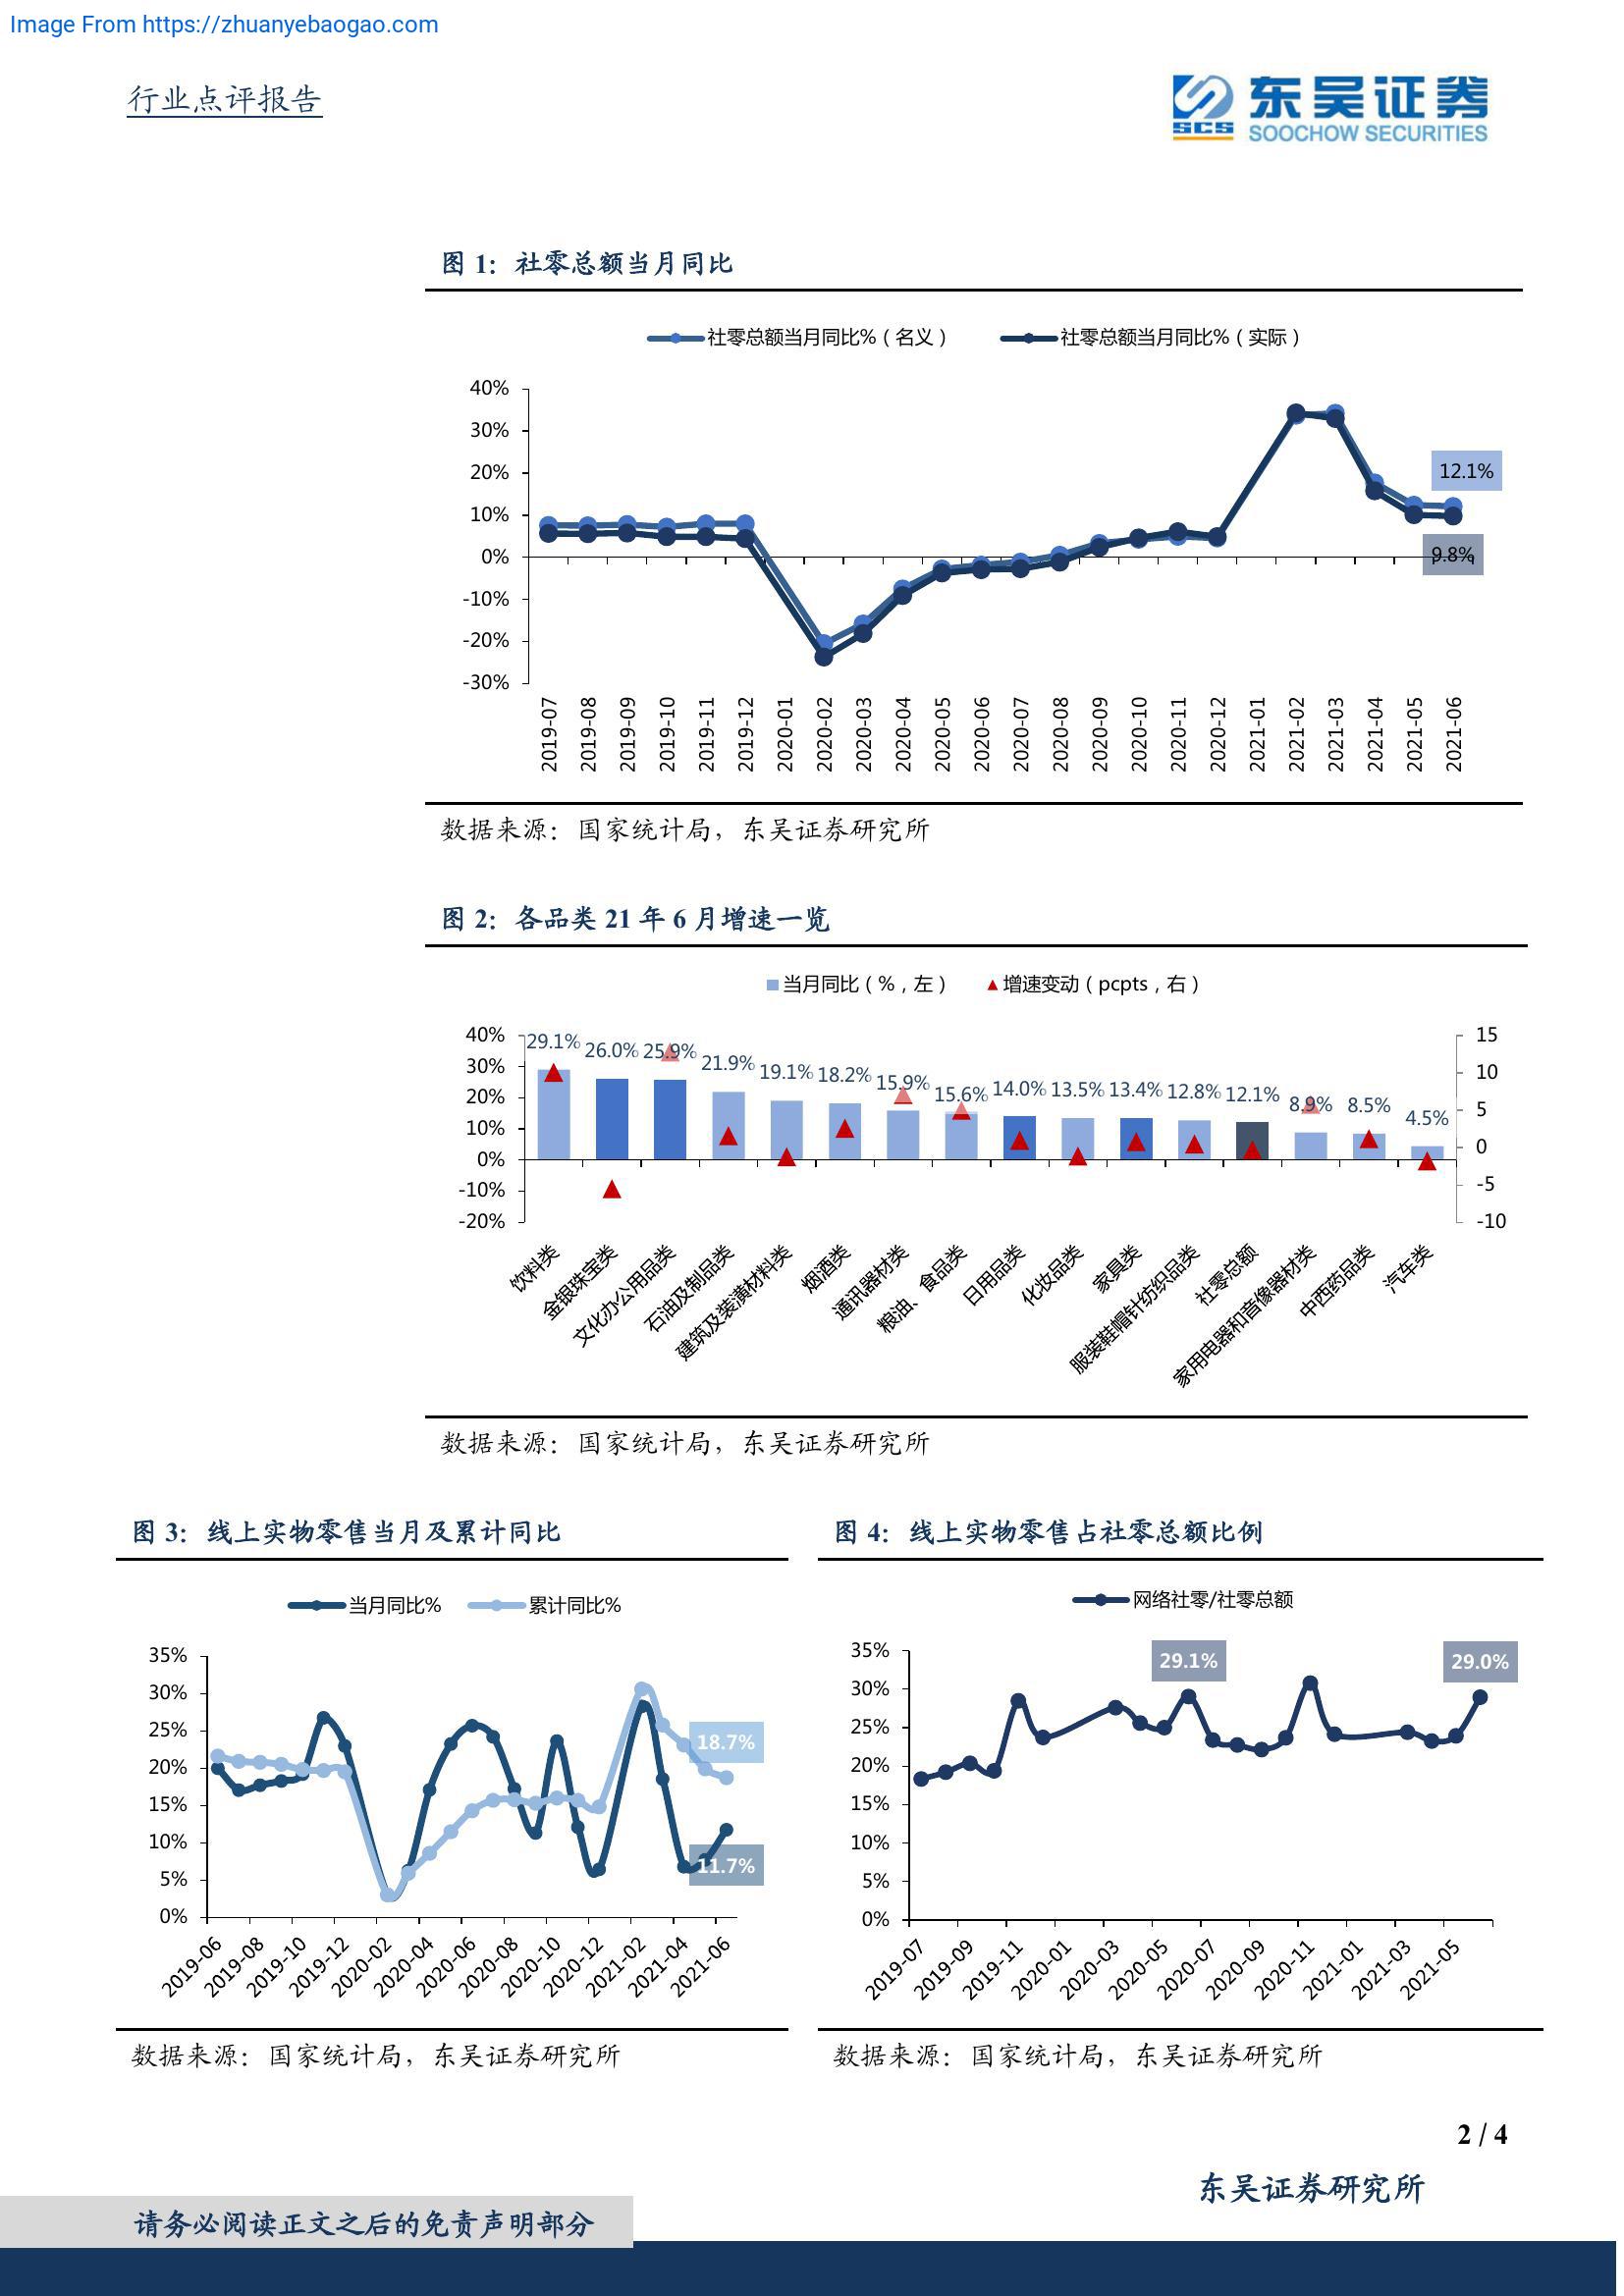 Image From https://zhuanyebaogao.com
行业点评报告
SCS
东吴证券
SOOCHOW SECURITIES
图 1：社零总额当月同比
社零总额当月同比%（名义） 社零总额当月同比%（实际）
40%
30%
20%
10%
0%
-10%
-20%
-30%
12.1%
9.8%
2019-07 2019-08 2019-09 2019-10 2019-11 2019-12 2020-01 2020-02 2020-03 2020-04 2020-05 2020-06 2020-07 2020-08 2020-09 2020-10 2020-11 2020-12 2021-01 2021-02 2021-03 2021-04 2021-05 2021-06
数据来源：国家统计局，东吴证券研究所
图 2：各品类 21 年 6 月增速一览
当月同比（%，左） 增速变动（pcpts，右）
40%
30%
20%
10%
0%
-10%
-20%
29.1% 26.0% 25.9% 21.9% 19.1% 18.2% 15.9% 15.6% 14.0% 13.5% 13.4% 12.8% 12.1% 8.9% 8.5% 4.5%
15
10
5
0
-5
-10
饮料类 金银珠宝类 文化办公用品类 石油及制品类 建筑及装潢材料类 烟酒类 通讯器材类 粮油、食品类 日用品类 化妆品类 家具类 服装鞋帽针纺织品类 社零总额 家用电器和音像器材类 中西药品类 汽车类
数据来源：国家统计局，东吴证券研究所
图 3：线上实物零售当月及累计同比
当月同比% 累计同比%
35%
30%
25%
20%
15%
10%
5%
0%
18.7%
11.7%
2019-06 2019-08 2019-10 2019-12 2020-02 2020-04 2020-06 2020-08 2020-10 2020-12 2021-02 2021-04 2021-06
数据来源：国家统计局，东吴证券研究所
图 4：线上实物零售占社零总额比例
网络社零/社零总额
35%
30%
25%
20%
15%
10%
5%
0%
29.1%
29.0%
2019-07 2019-09 2019-11 2020-01 2020-03 2020-05 2020-07 2020-09 2020-11 2021-01 2021-03 2021-05
数据来源：国家统计局，东吴证券研究所
2 / 4
东吴证券研究所
请务必阅读正文之后的免责声明部分